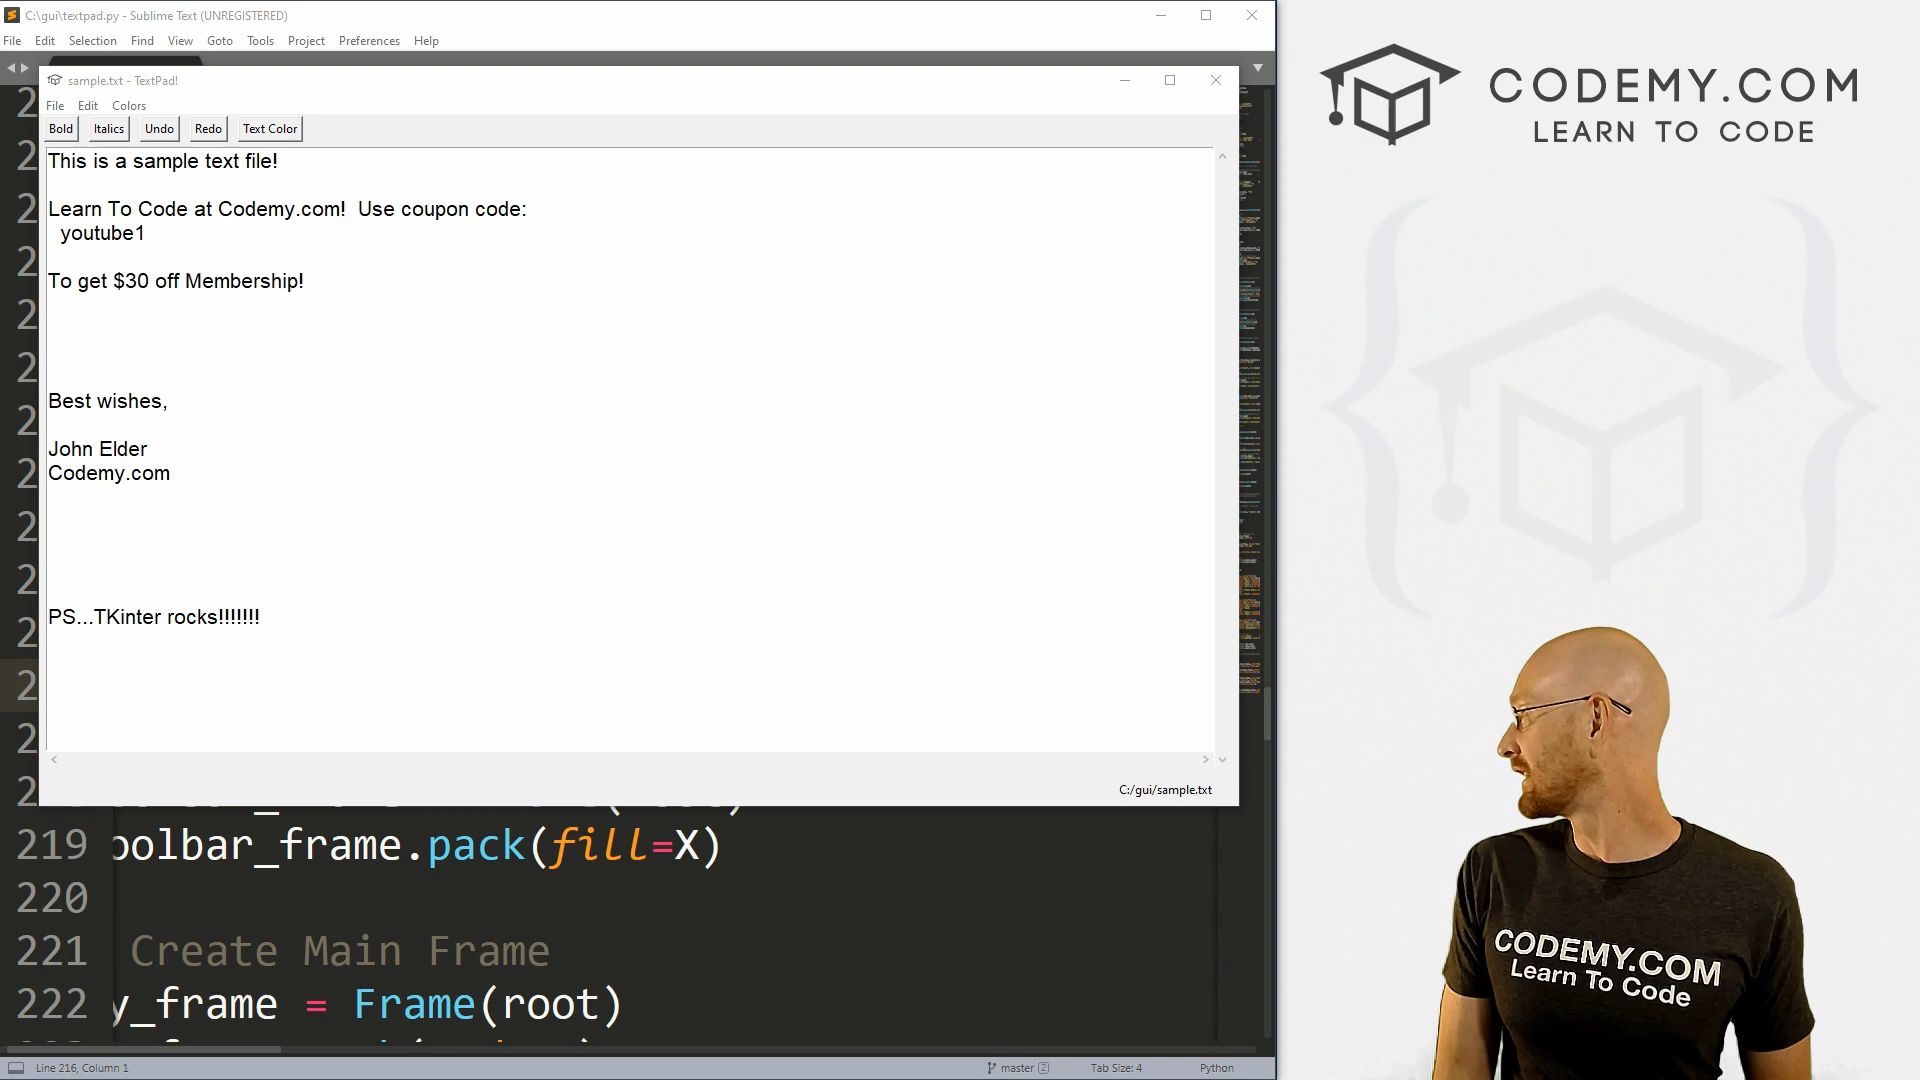 C:\gui\textpad.py - Sublime Text (UNREGISTERED)
File Edit Selection Find View Goto Tools Project Preferences Help
sample.txt - TextPad!
File Edit Colors
Bold Italics Undo Redo Text Color
This is a sample text file!
Learn To Code at Codemy.com!  Use coupon code:
youtube1
To get $30 off Membership!
Best wishes,
John Elder
Codemy.com
PS...TKinter rocks!!!!!!!
C:/gui/sample.txt
219 oolbar_frame.pack(fill=X)
220
221 Create Main Frame
222 y_frame = Frame(root)
Line 216, Column 1 master 2 Tab Size: 4 Python
CODEMY.COM
LEARN TO CODE
CODEMY.COM
Learn To Code